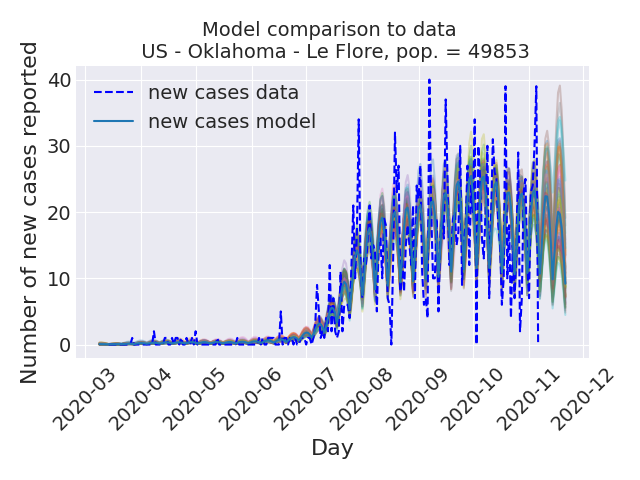 Model comparison to data
US - Oklahoma - Le Flore, pop. = 49853
Number of new cases reported
40
30
20
10
0
new cases data
new cases model
2020-03
2020-04
2020-05
2020-06
2020-07
2020-08
2020-09
2020-10
2020-11
2020-12
Day